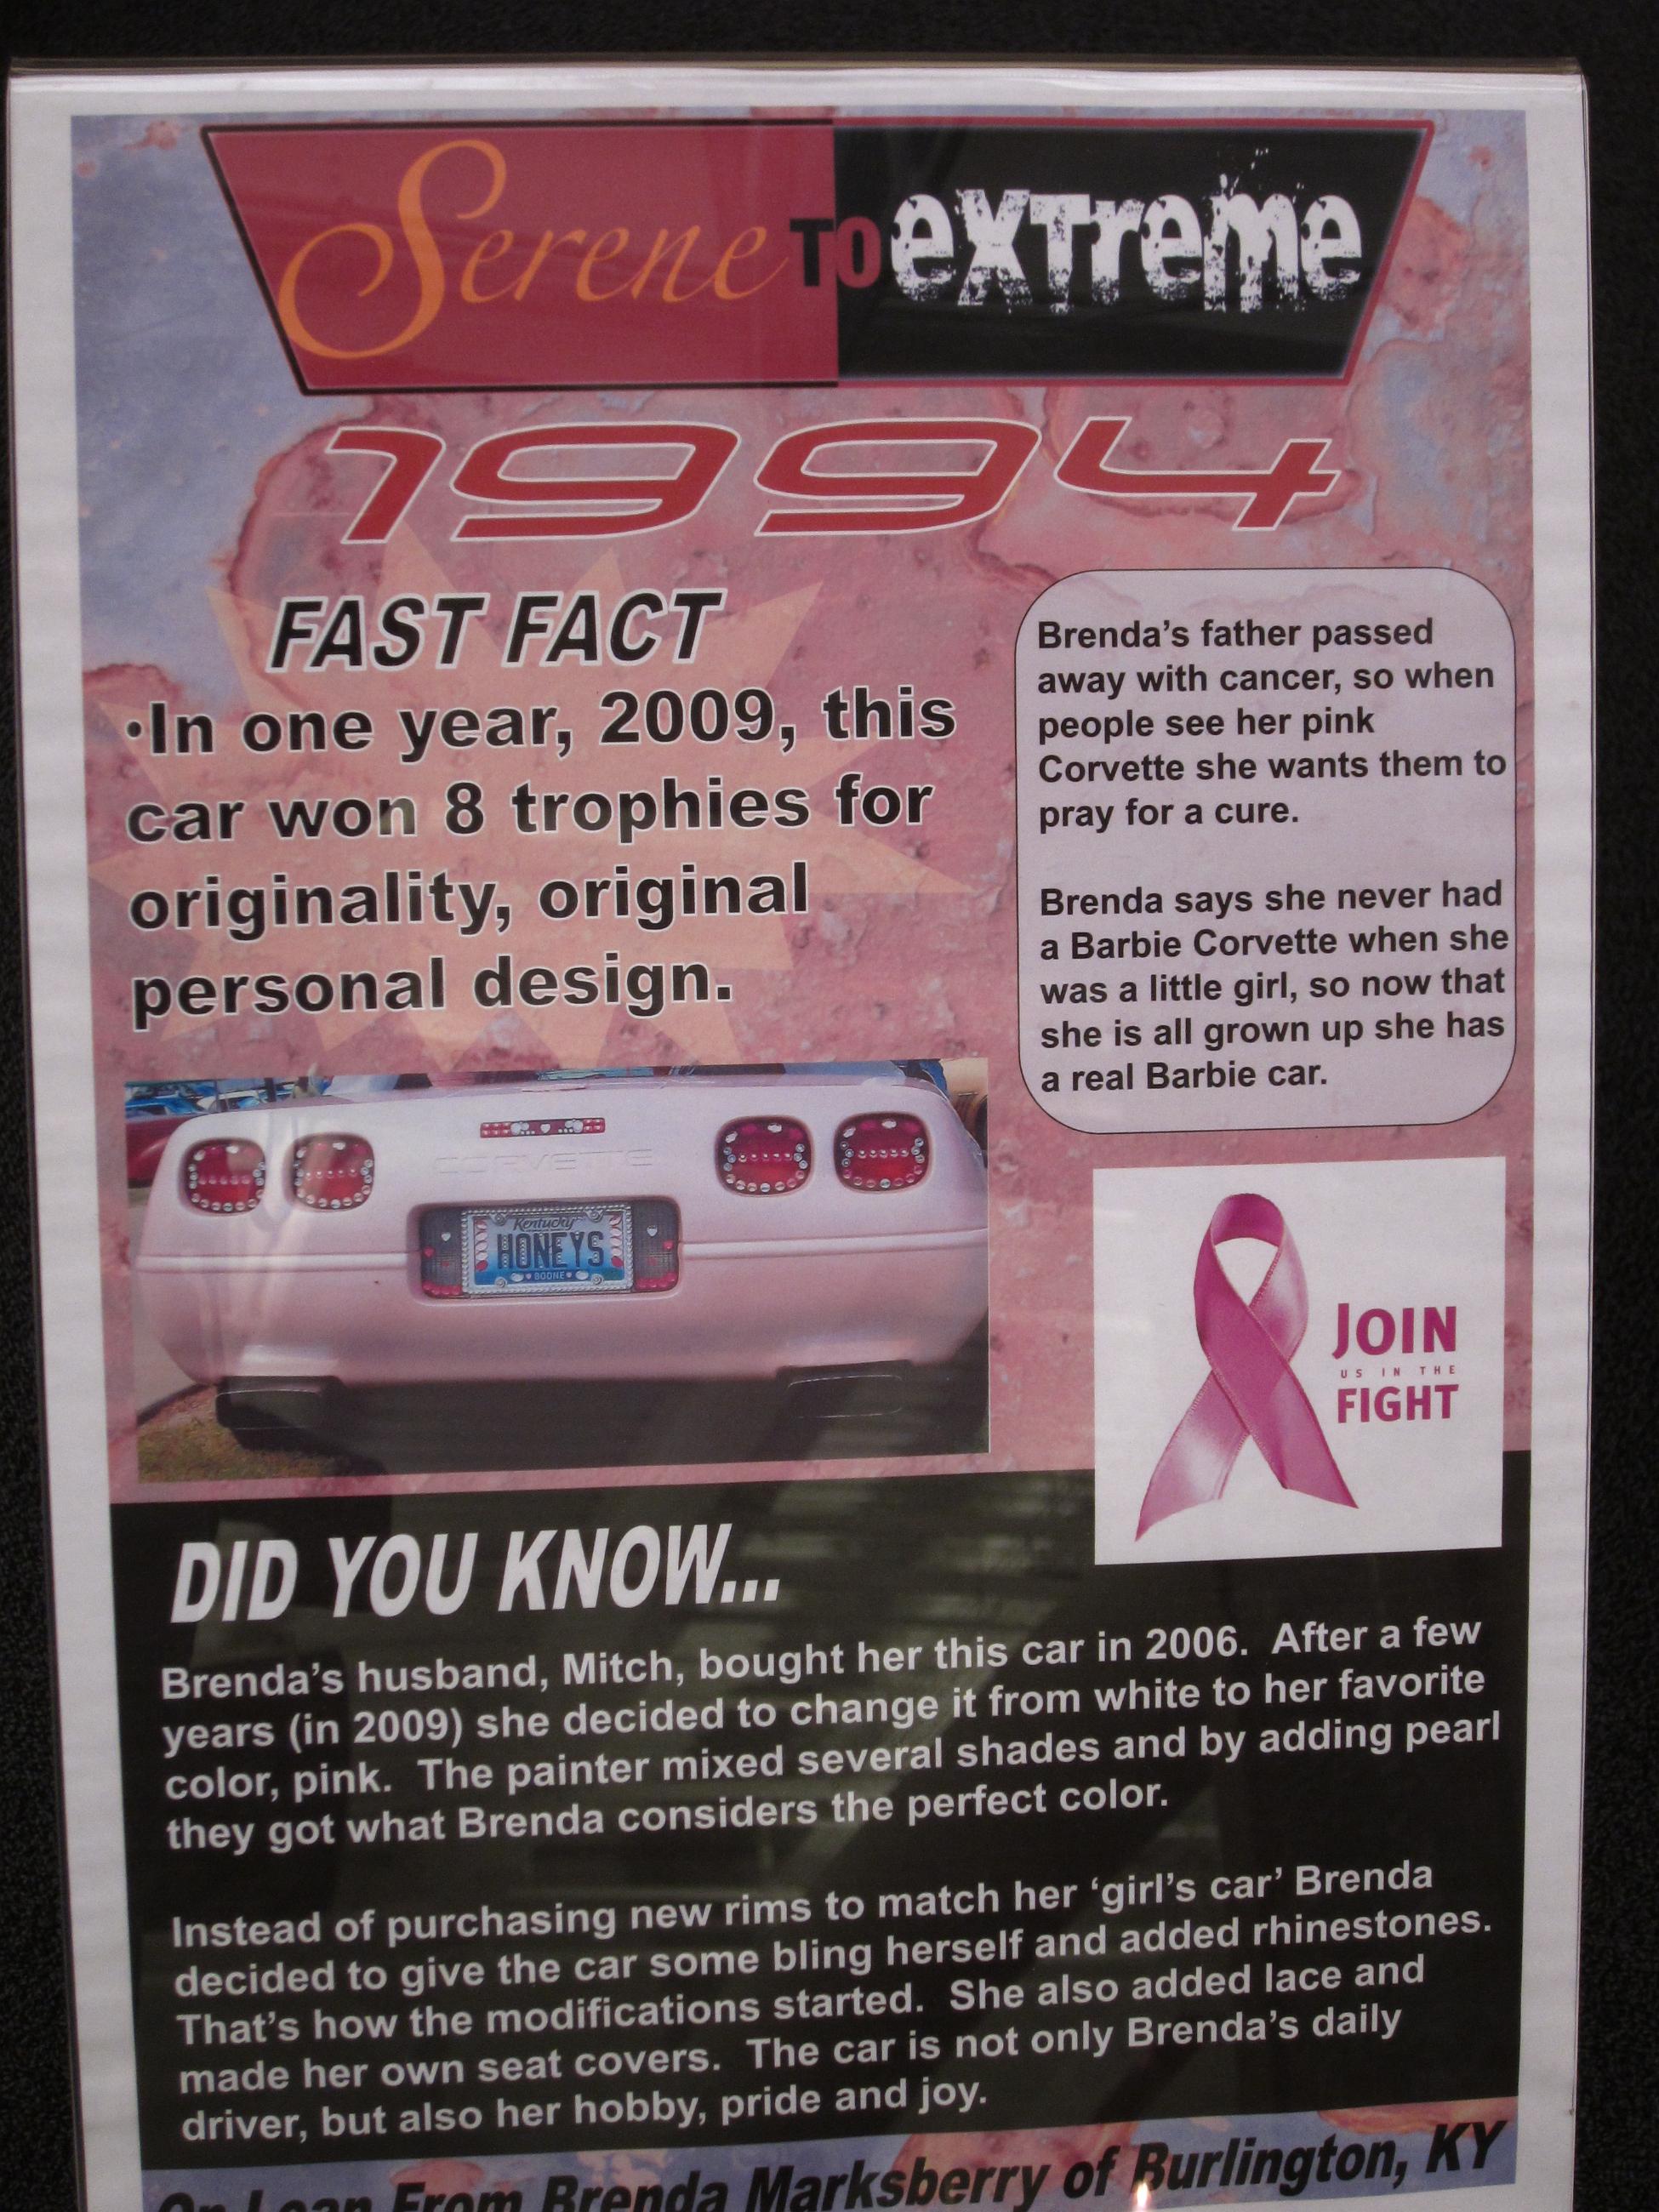 Serene TO eXTreme
1994
FAST FACT
•In one year, 2009, this
car won 8 trophies for
originality, original
personal design.
Brenda's father passed
away with cancer, so when
people see her pink
Corvette she wants them to
pray for a cure.
Brenda says she never had
a Barbie Corvette when she
was a little girl, so now that
she is all grown up she has
a real Barbie car.
CORVETTE
Kentucky
HONEYS
BOONE
JOIN
US IN THE
FIGHT
DID YOU KNOW...
Brenda's husband, Mitch, bought her this car in 2006. After a few
years (in 2009) she decided to change it from white to her favorite
color, pink. The painter mixed several shades and by adding pearl
they got what Brenda considers the perfect color.
Instead of purchasing new rims to match her 'girl's car' Brenda
decided to give the car some bling herself and added rhinestones.
That's how the modifications started. She also added lace and
made her own seat covers. The car is not only Brenda's daily
driver, but also her hobby, pride and joy.
On Loan From Brenda Marksberry of Burlington, KY